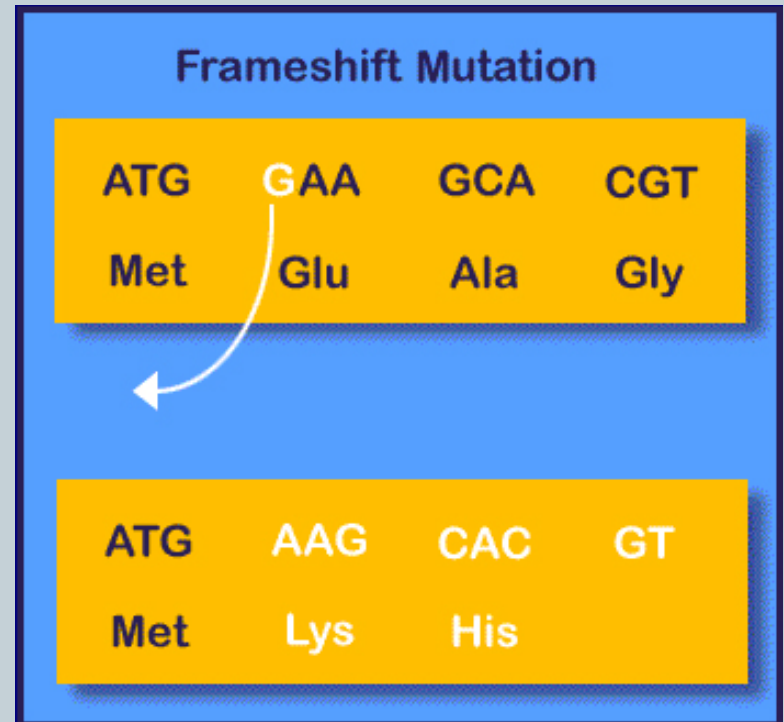 Frameshift Mutation
ATG GAA GCA CGT
Met Glu Ala Gly
ATG AAG CAC GT
Met Lys His